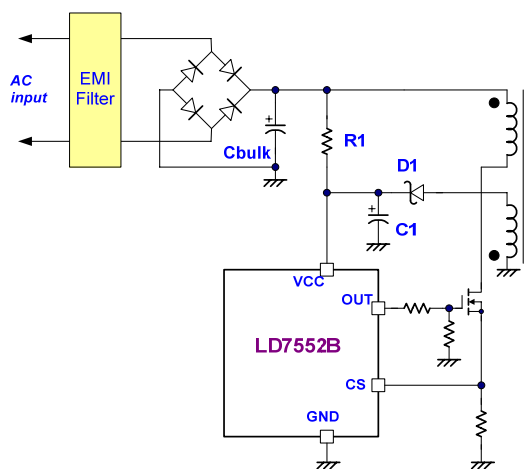 AC
input
EMI
Filter
+
Cbulk
R1
D1
+
C1
VCC
OUT
LD7552B
CS
GND